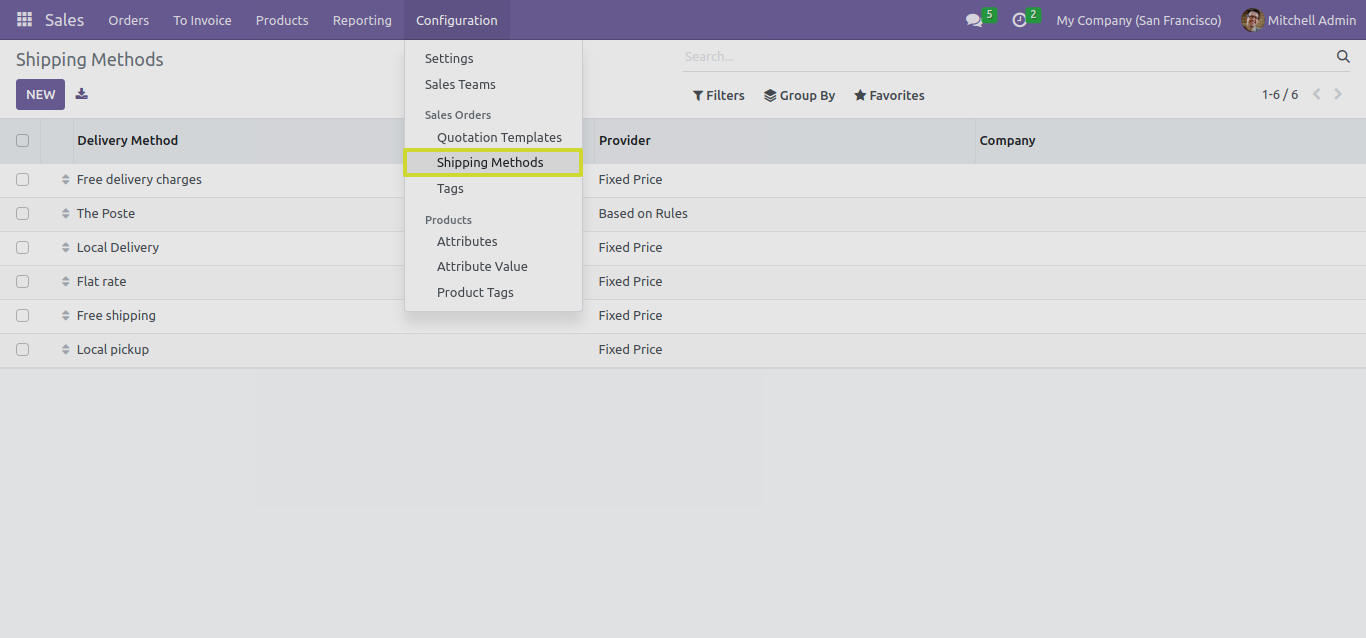 Sales Orders To Invoice Products Reporting Configuration 5 2 My Company (San Francisco) Mitchell Admin
Shipping Methods
Search...
NEW
Filters Group By Favorites 1-6 / 6
Settings
Sales Teams
Sales Orders
Quotation Templates
Shipping Methods
Tags
Products
Attributes
Attribute Value
Product Tags
Delivery Method Provider Company
Free delivery charges Fixed Price
The Poste Based on Rules
Local Delivery Fixed Price
Flat rate Fixed Price
Free shipping Fixed Price
Local pickup Fixed Price